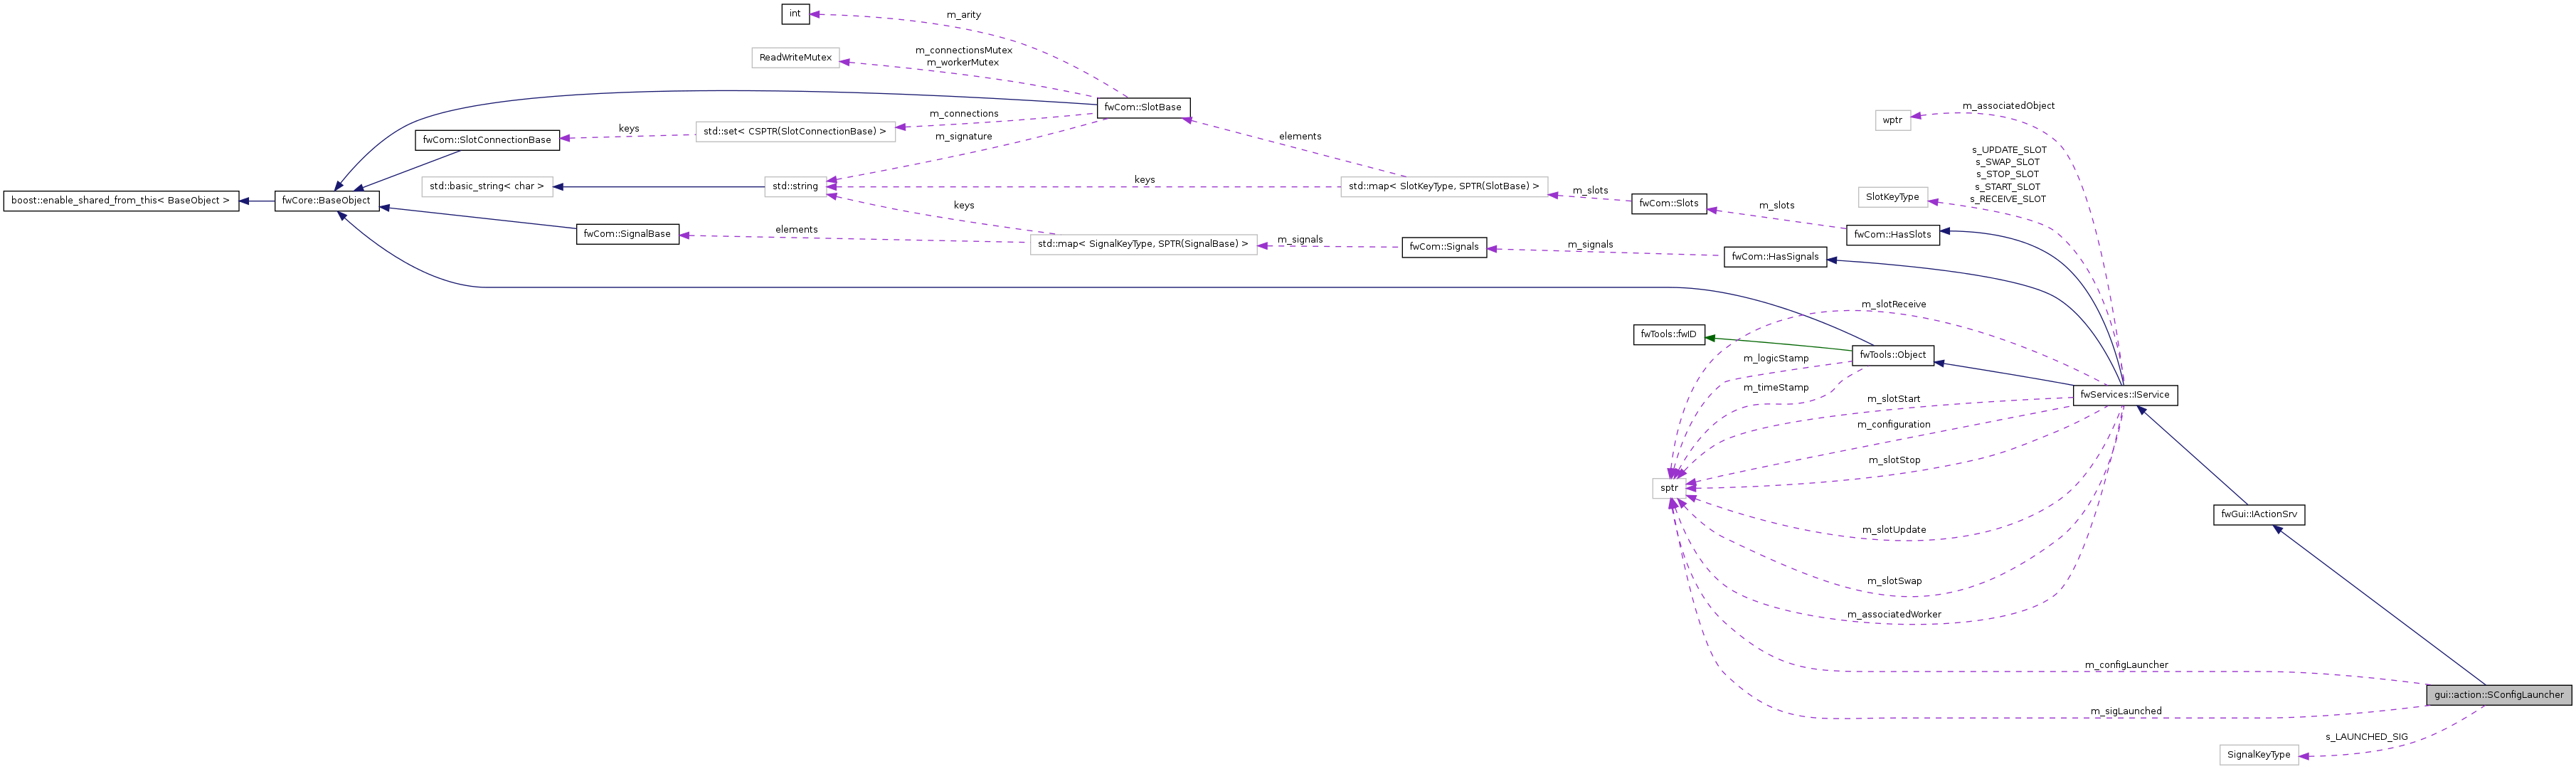 int
m_arity
ReadWriteMutex
m_connectionsMutex
m_workerMutex
fwCom::SlotBase
m_associatedObject
wptr
m_connections
keys
std::set< CSPTR(SlotConnectionBase) >
m_signature
elements
fwCom::SlotConnectionBase
s_UPDATE_SLOT
s_SWAP_SLOT
s_STOP_SLOT
s_START_SLOT
s_RECEIVE_SLOT
SlotKeyType
std::basic_string< char >
std::string
keys
std::map< SlotKeyType, SPTR(SlotBase) >
m_slots
fwCom::Slots
m_slots
boost::enable_shared_from_this< BaseObject >
fwCore::BaseObject
keys
fwCom::SignalBase
elements
std::map< SignalKeyType, SPTR(SignalBase) >
m_signals
fwCom::Signals
m_signals
fwCom::HasSlots
fwCom::HasSignals
m_slotReceive
fwTools::fwID
fwTools::Object
m_logicStamp
m_timeStamp
fwServices::IService
m_slotStart
m_configuration
m_slotStop
sptr
m_slotUpdate
fwGui::IActionSrv
m_slotSwap
m_associatedWorker
m_configLauncher
gui::action::SConfigLauncher
m_sigLaunched
s_LAUNCHED_SIG
SignalKeyType